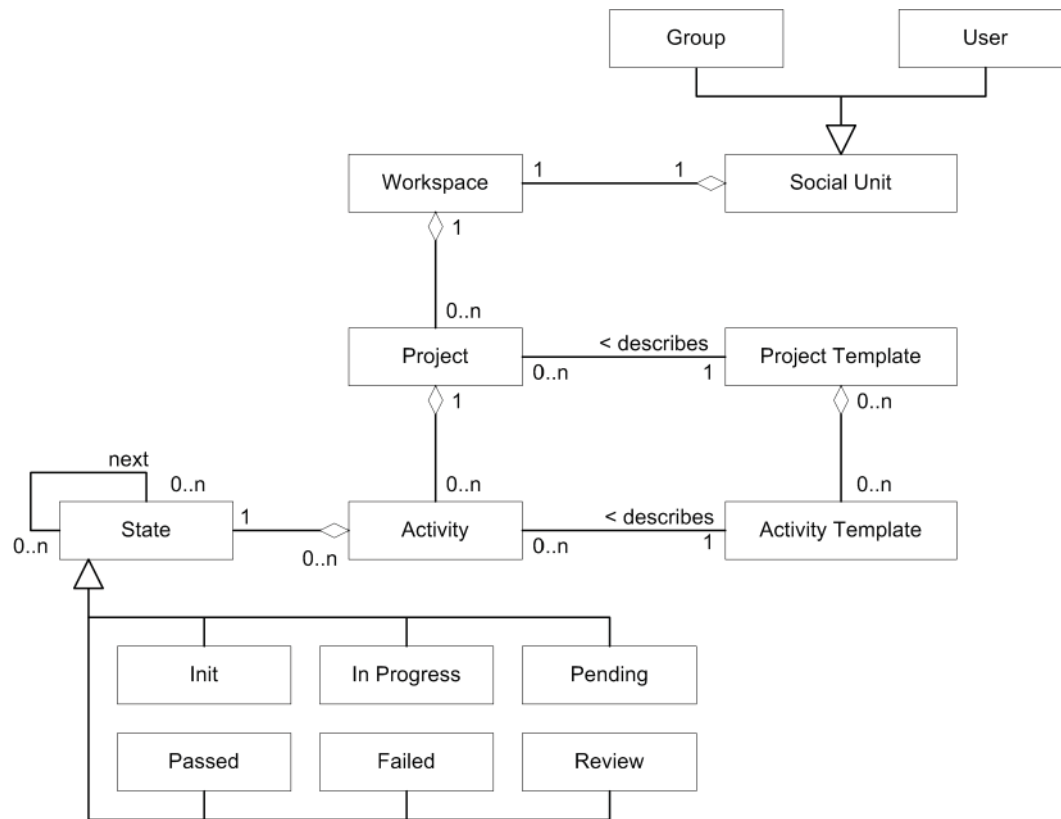 Group
User
Workspace
1
1
Social Unit
1
0..n
Project
< describes
0..n
1
Project Template
1
0..n
0..n
0..n
next
0..n
State
0..n
1
0..n
Activity
< describes
0..n
1
Activity Template
Init
In Progress
Pending
Passed
Failed
Review